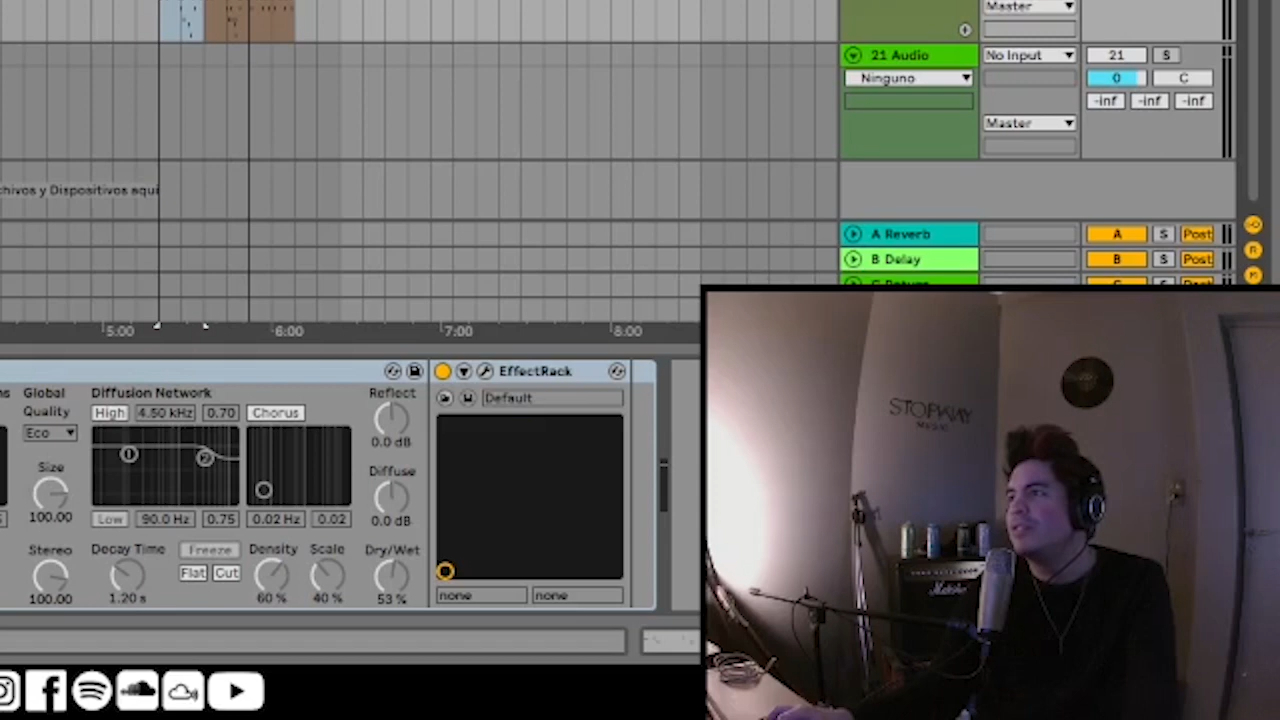 Master
21 Audio
No Input
21
S
Ninguno
0
C
-inf
-inf
-inf
Master
chivos y Dispositivos aquí
A Reverb
A
S
Post
B Delay
B
S
Post
5:00
6:00
7:00
8:00
Global
Quality
Eco
Size
100.00
Stereo
100.00
Diffusion Network
High
4.50 kHz
0.70
Chorus
Low
90.0 Hz
0.75
0.02 Hz
0.02
Decay Time
1.20 s
Freeze
Flat
Cut
Density
60 %
Scale
40 %
Reflect
0.0 dB
Diffuse
0.0 dB
Dry/Wet
53 %
EffectRack
Default
none
none
STOPWAY
MUSIC
Marshall